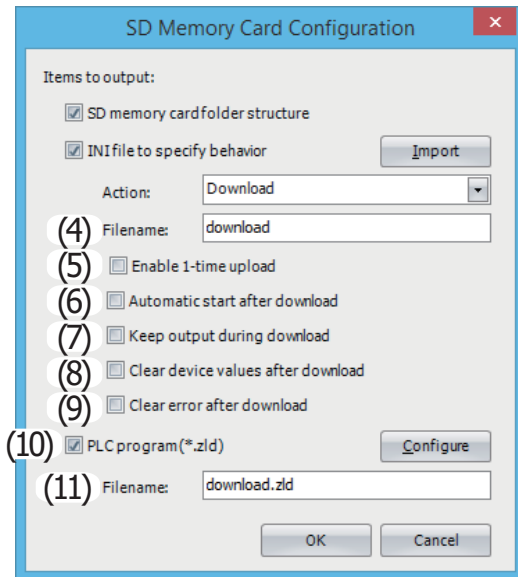 SD Memory Card Configuration
Items to output:
SD memory card folder structure
INI file to specify behavior Import
Action: Download
(4) Filename: download
(5) Enable 1-time upload
(6) Automatic start after download
(7) Keep output during download
(8) Clear device values after download
(9) Clear error after download
(10) PLC program (*.zld) Configure
(11) Filename: download.zld
OK Cancel